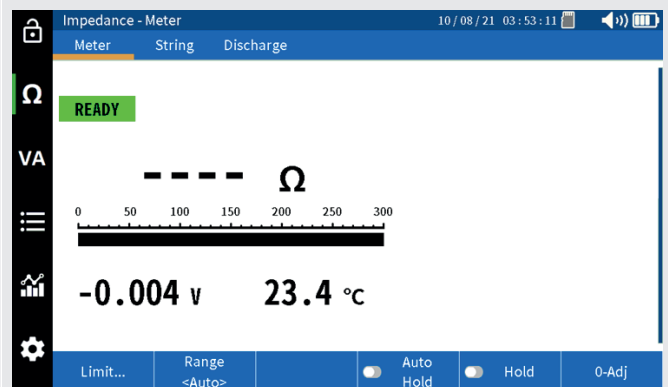 Impedance - Meter 10/08/21 03:53:11
Meter String Discharge
Ω
READY
VA
---- Ω
0 50 100 150 200 250 300
-0.004 V 23.4 °C
Limit... Range <Auto> Auto Hold Hold 0-Adj